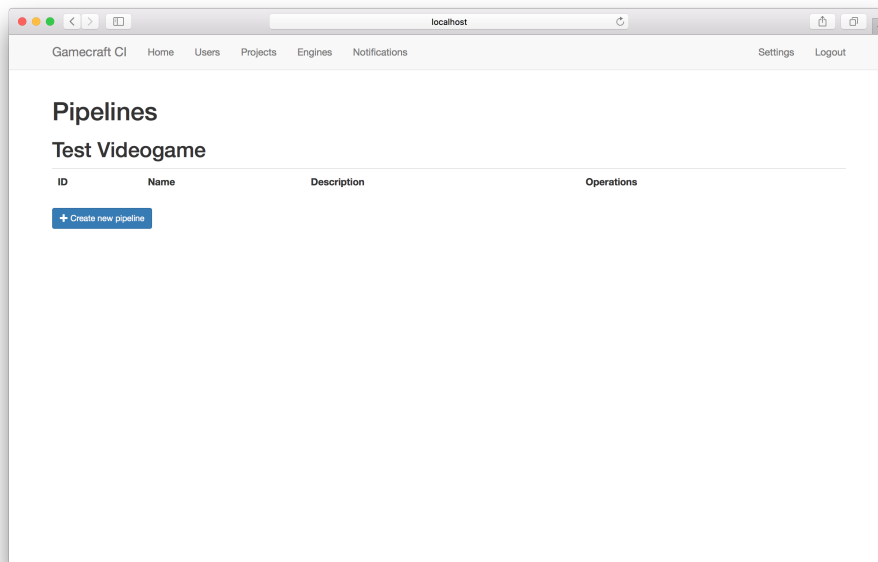 localhost
Gamecraft CI Home Users Projects Engines Notifications Settings Logout
Pipelines
Test Videogame
ID Name Description Operations
Create new pipeline